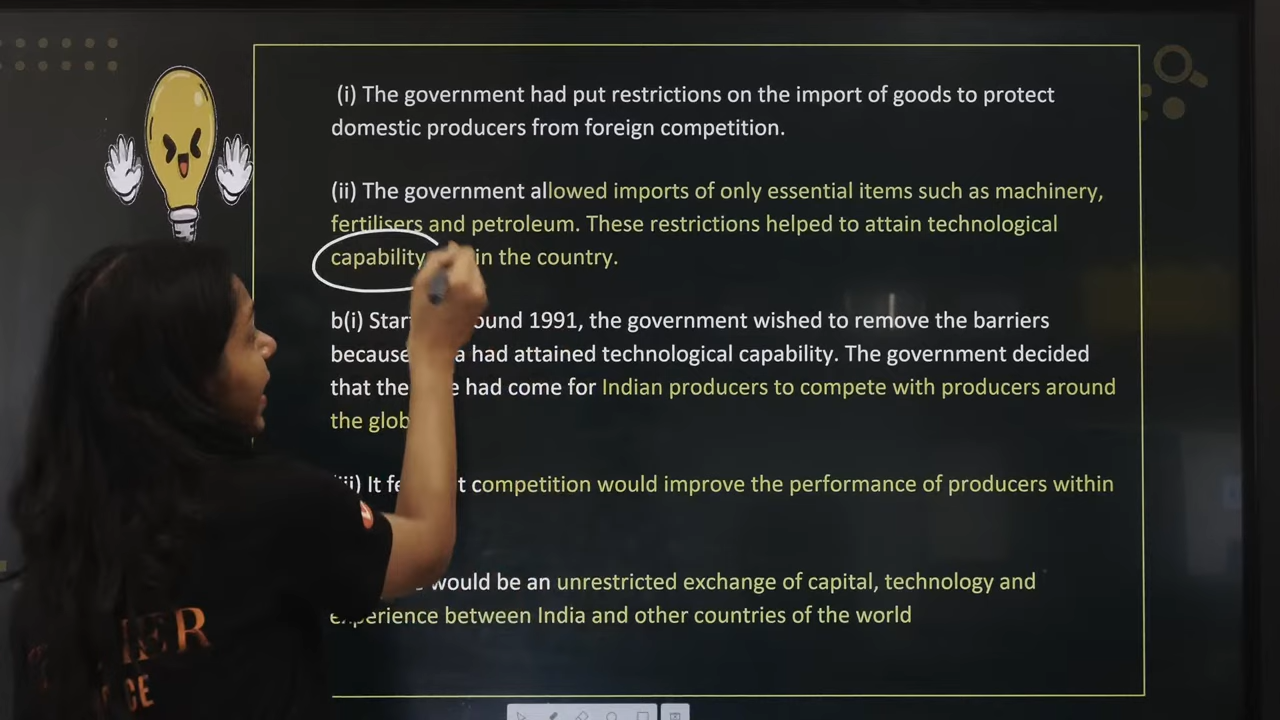 (i) The government had put restrictions on the import of goods to protect
domestic producers from foreign competition.
(ii) The government allowed imports of only essential items such as machinery,
fertilisers and petroleum. These restrictions helped to attain technological
capability in the country.
b(i) 1991, the government wished to remove the barriers
because had attained technological capability. The government decided
that had come for Indian producers to compete with producers around
the
It competition would improve the performance of producers within
would be an unrestricted exchange of capital, technology and
experience between India and other countries of the world